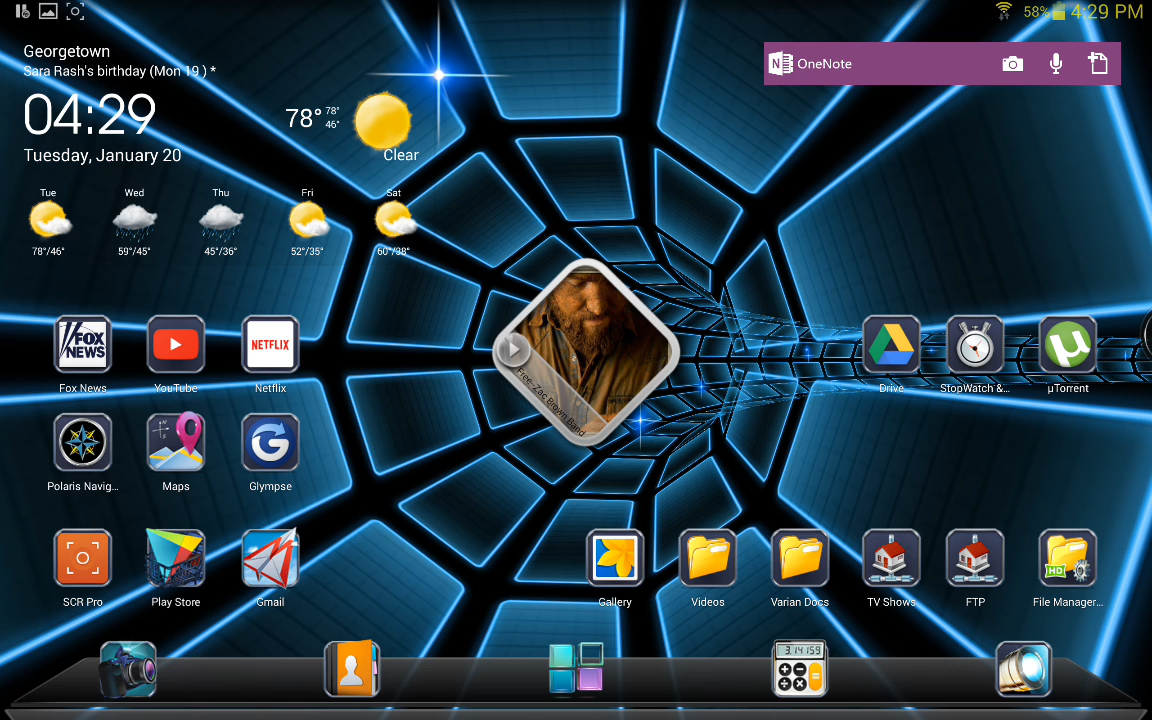 58% 4:29 PM
Georgetown
Sara Rash's birthday (Mon 19 ) *
04:29
Tuesday, January 20
78° 78°
46°
Clear
N OneNote
Tue Wed Thu Fri Sat
78°/46° 59°/45° 45°/36° 52°/35° 60°/38°
FOX
NEWS
NETFLIX
µ
Fox News YouTube Netflix Drive StopWatch &... µTorrent
Free-Zac Brown Band
Polaris Navig... Maps Glympse
HD
SCR Pro Play Store Gmail Gallery Videos Varian Docs TV Shows FTP File Manager...
3.14159